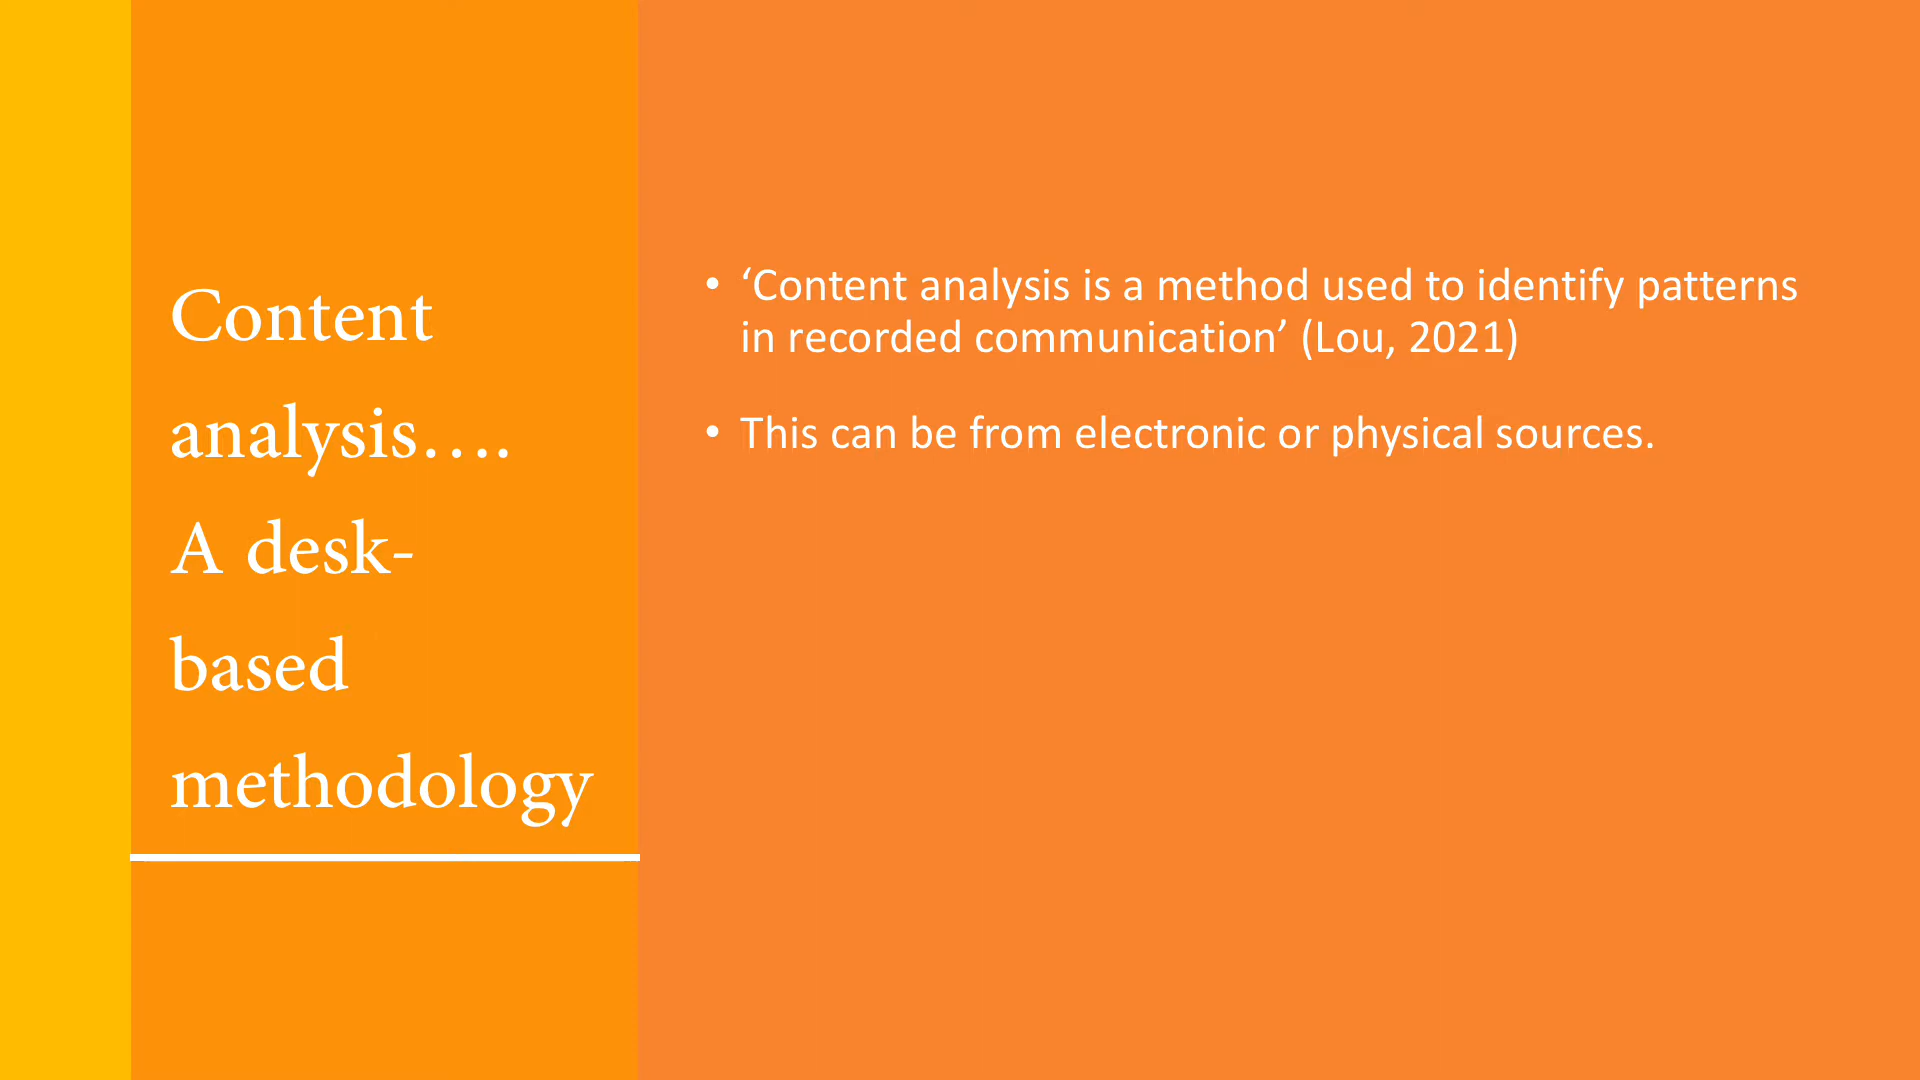 Content
analysis....
A desk-
based
methodology
• ‘Content analysis is a method used to identify patterns
in recorded communication’ (Lou, 2021)
• This can be from electronic or physical sources.